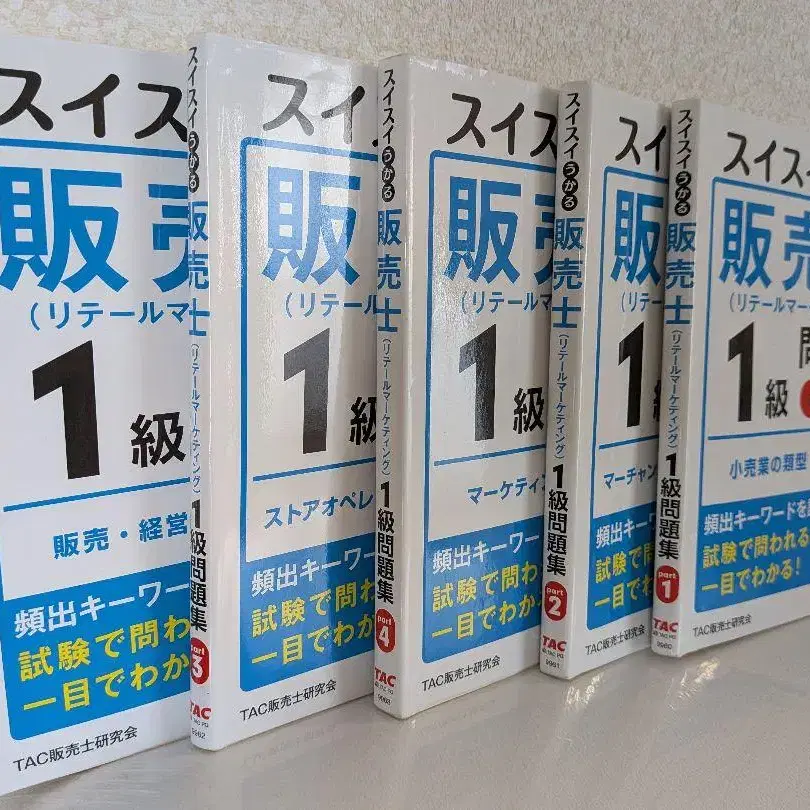 スイス
販売
(リテールマー
1級
販売・経営
頻出キーワー
試験で問わ
一目でわか
TAC販売士研究会
スイスイうかる 販売士(リテールマーケティング) 1級問題集 part3
TAC
9962
スイ
販
(リテール
1級
ストアオペレ
頻出キーワ
試験で問
一目でわ
TAC販売士研究会
スイスイうかる 販売士(リテールマーケティング) 1級問題集 part4
TAC
9963
スイス
販売
(リテールマー
1級
マーケティン
頻出キーワー
試験で問わ
一目でわか
TAC販売士研究会
スイスイうかる 販売士(リテールマーケティング) 1級問題集 part2
TAC
9961
スイ
販
(リテール
1級
マーチャン
頻出キーワ
試験で問
一目でわ
TAC販売士研究会
スイスイうかる 販売士(リテールマーケティング) 1級問題集 part1
TAC
9960
スイスイ
販売
(リテールマー
1級
小売業の類型
頻出キーワードを
試験で問われる
一目でわかる!
TAC販売士研究会